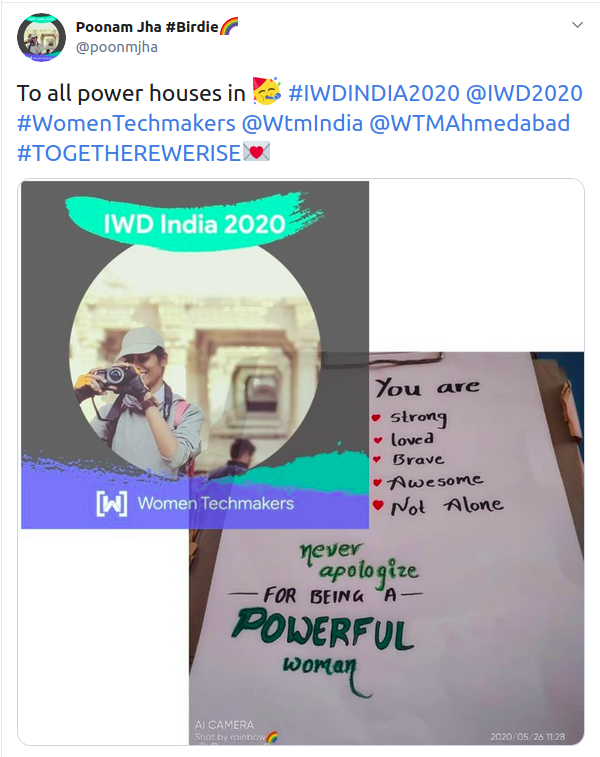 Poonam Jha #Birdie🌈
@poonmjha
To all power houses in 🥳 #IWDINDIA2020 @IWD2020
#WomenTechmakers @WtmIndia @WTMAhmedabad
#TOGETHEREWERISE💌
IWD India 2020
[W] Women Techmakers
You are
♥ Strong
♥ loved
♥ Brave
♥ Awesome
♥ Not Alone
never
apologize
— FOR BEING A —
POWERFUL
woman
AI CAMERA
Shot by rainbow🌈
2020/05/26 11:28